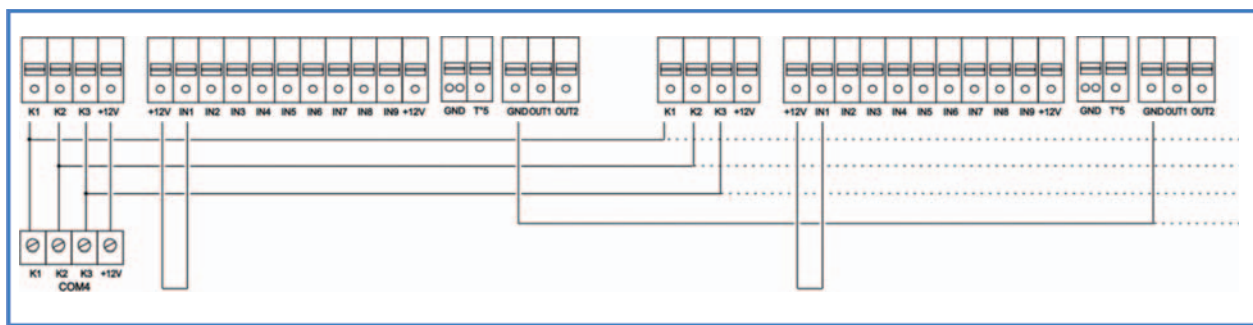 K1 K2 K3 +12V +12V IN1 IN2 IN3 IN4 IN5 IN6 IN7 IN8 IN9 +12V GND T°5 GND OUT1 OUT2 K1 K2 K3 +12V +12V IN1 IN2 IN3 IN4 IN5 IN6 IN7 IN8 IN9 +12V GND T°5 GND OUT1 OUT2
K1 K2 K3 +12V
COM4